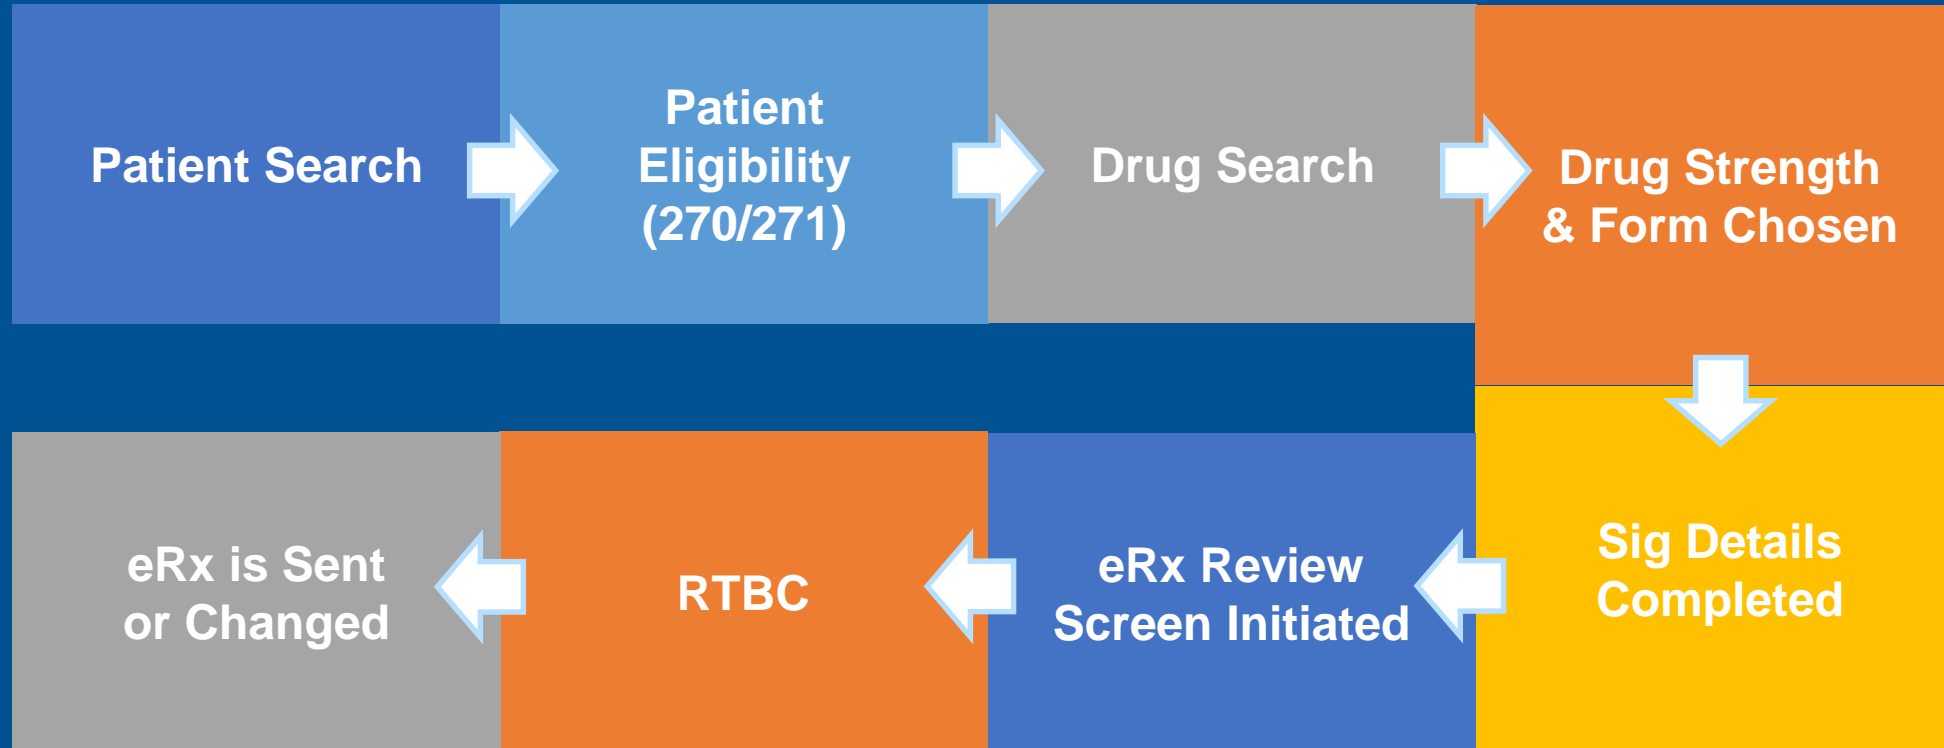 Patient Search
Patient
Eligibility
(270/271)
Drug Search
Drug Strength
& Form Chosen
Sig Details
Completed
eRx Review
Screen Initiated
RTBC
eRx is Sent
or Changed